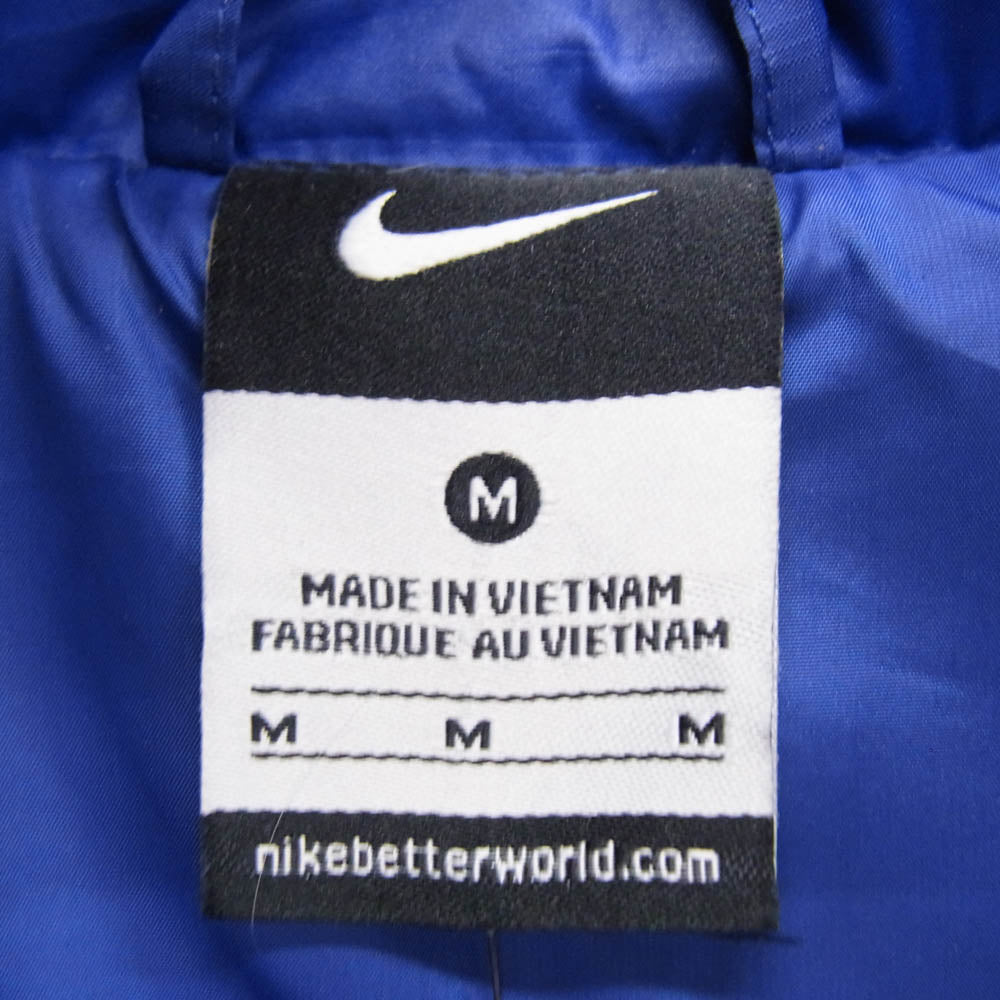 M
MADE IN VIETNAM
FABRIQUE AU VIETNAM
M M M
nikebetterworld.com